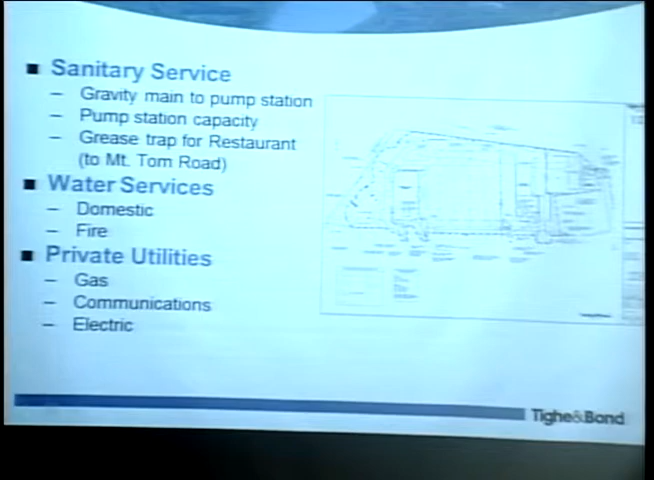 ■ Sanitary Service
– Gravity main to pump station
– Pump station capacity
– Grease trap for Restaurant
(to Mt. Tom Road)
■ Water Services
– Domestic
– Fire
■ Private Utilities
– Gas
– Communications
– Electric
Tighe&Bond